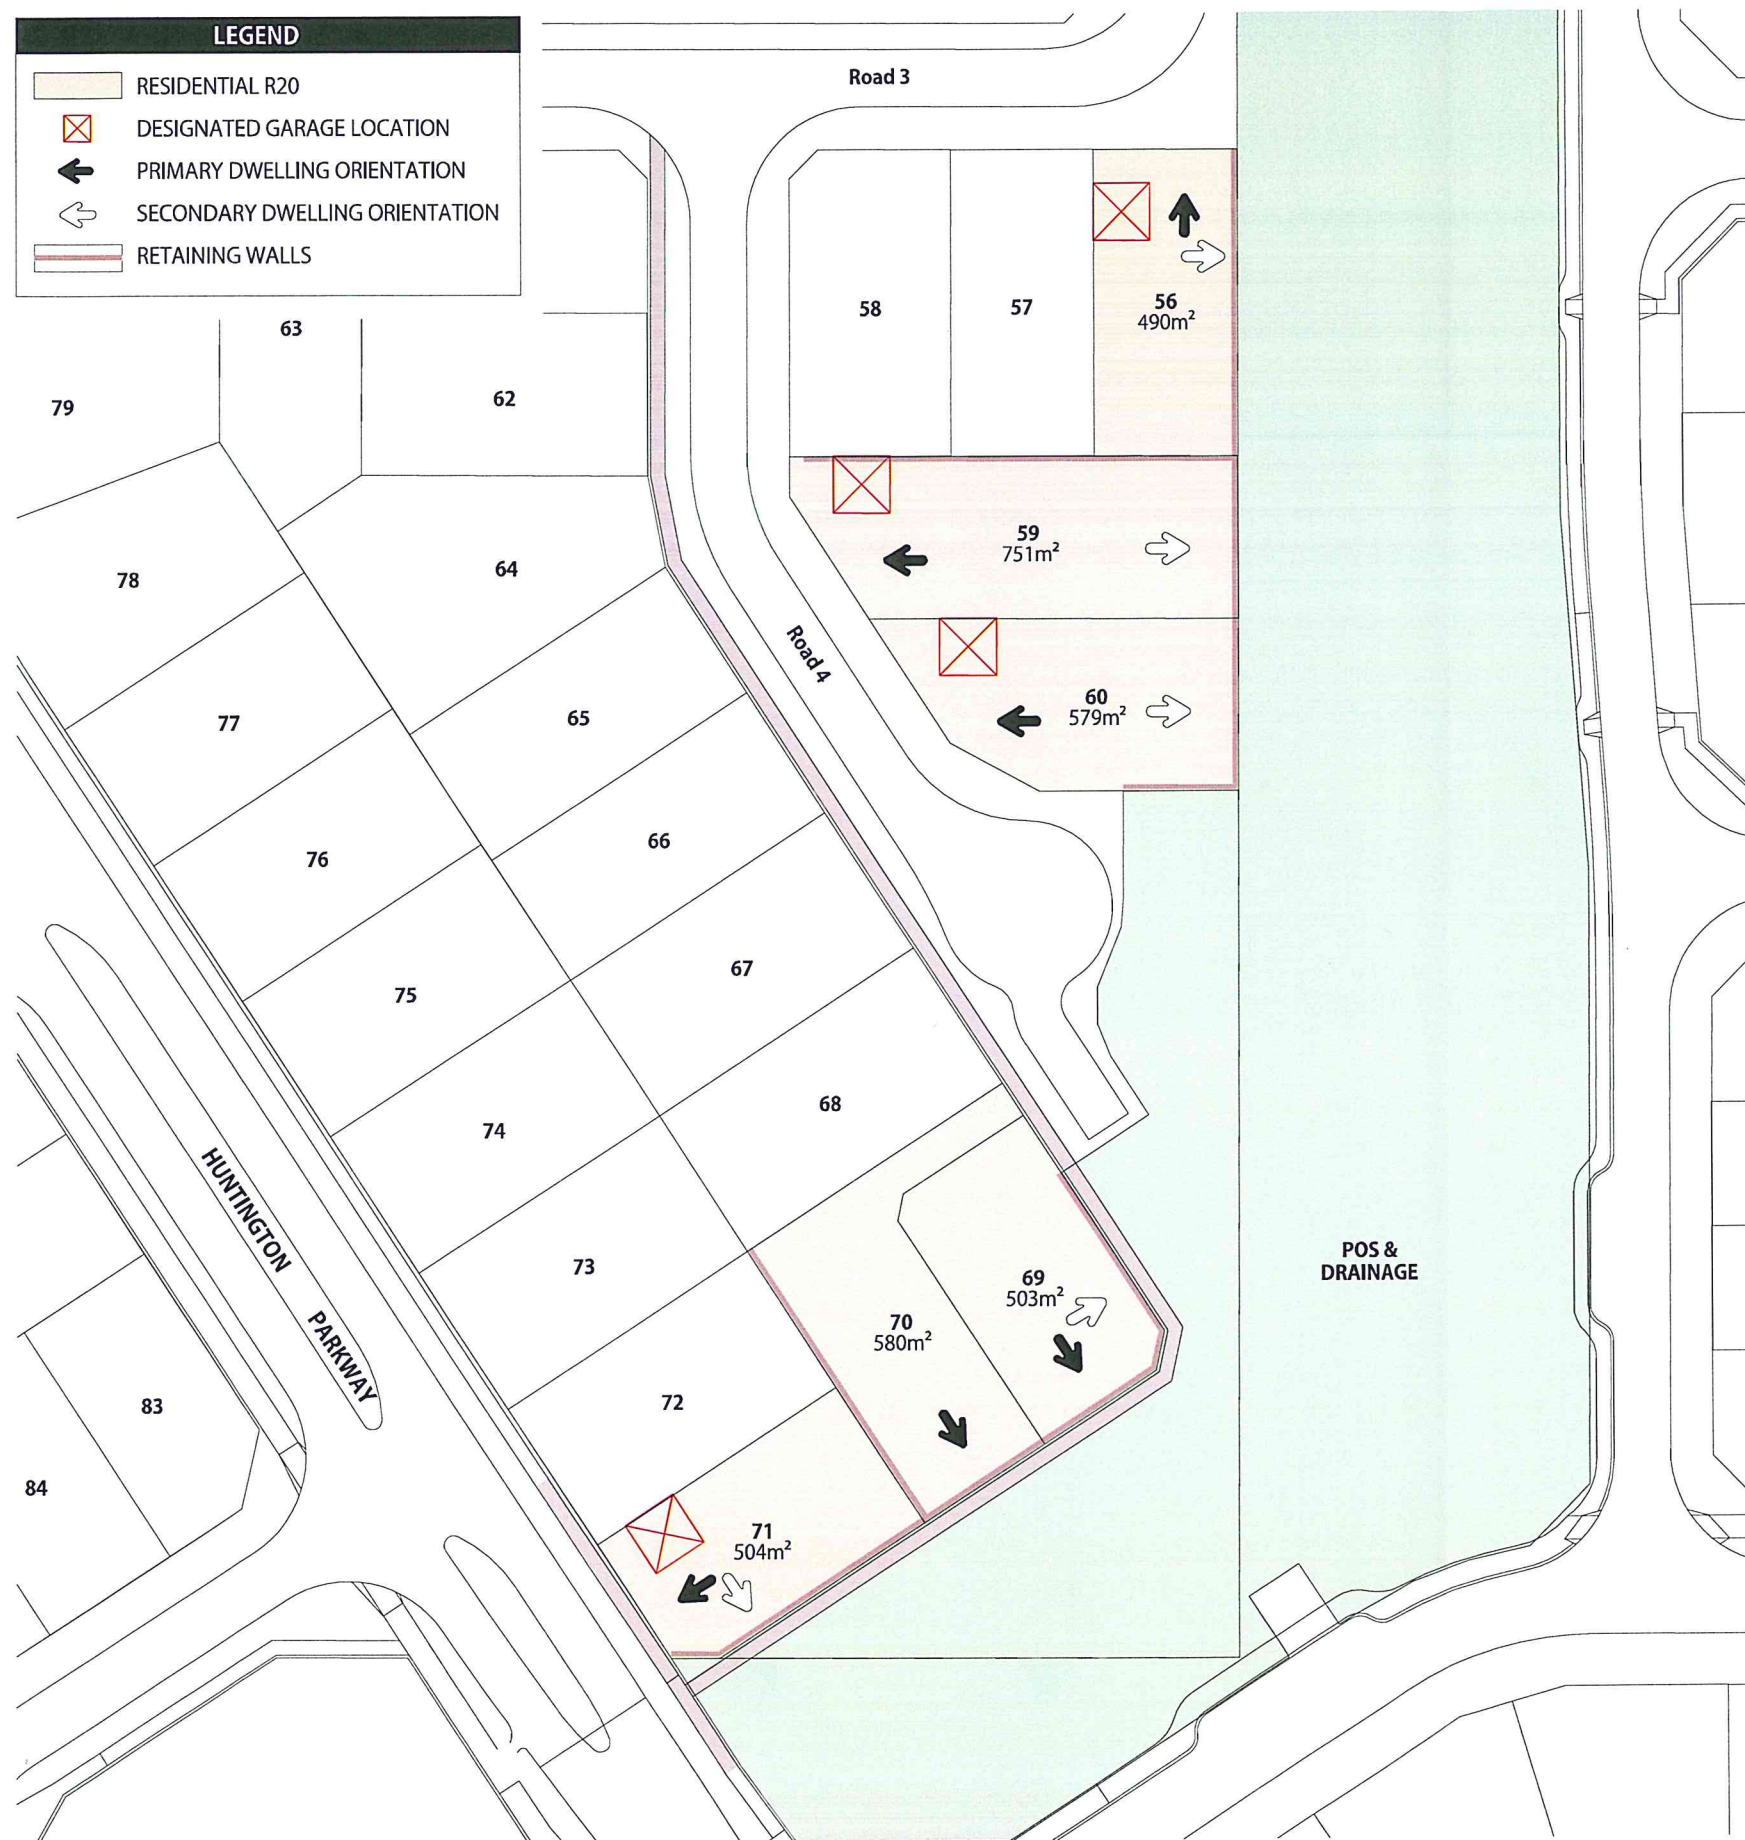 LEGEND
RESIDENTIAL R20
DESIGNATED GARAGE LOCATION
PRIMARY DWELLING ORIENTATION
SECONDARY DWELLING ORIENTATION
RETAINING WALLS
Road 3
58
57
56
490m²
63
79
62
59
751m²
78
64
Road 4
77
65
60
579m²
76
66
75
67
74
68
HUNTINGTON PARKWAY
73
POS &
DRAINAGE
69
503m²
70
580m²
83
72
84
71
504m²